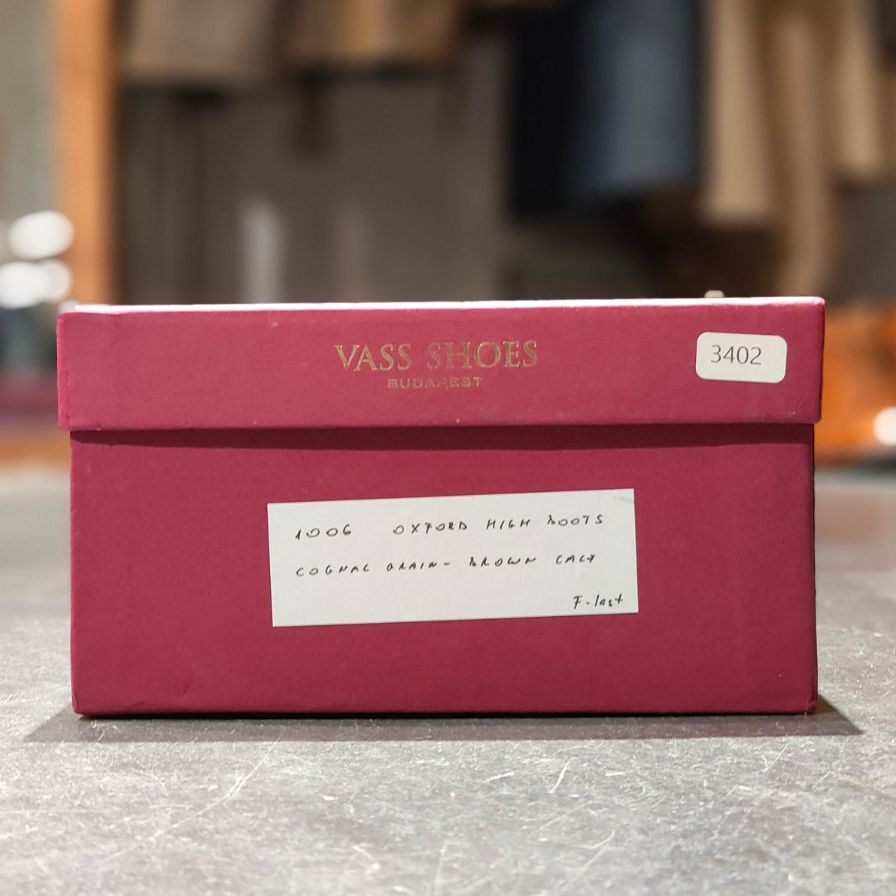 VASS SHOES
BUDAPEST
3402
1006 OXFORD HIGH BOOTS
COGNAC GRAIN - BROWN CALF
F-last